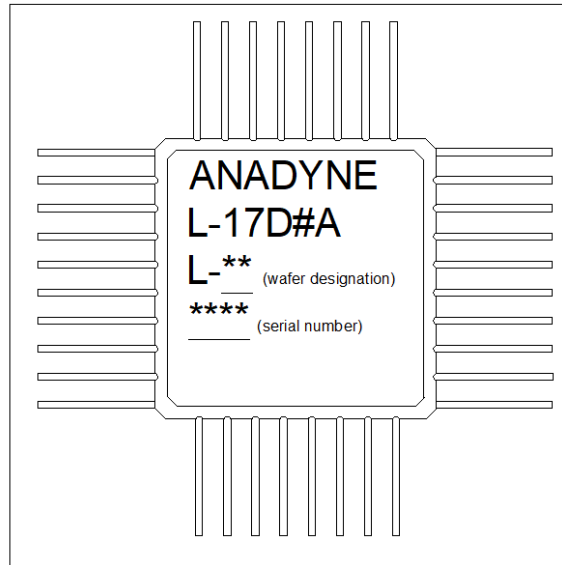 ANADYNE
L-17D#A
L-** (wafer designation)
**** (serial number)